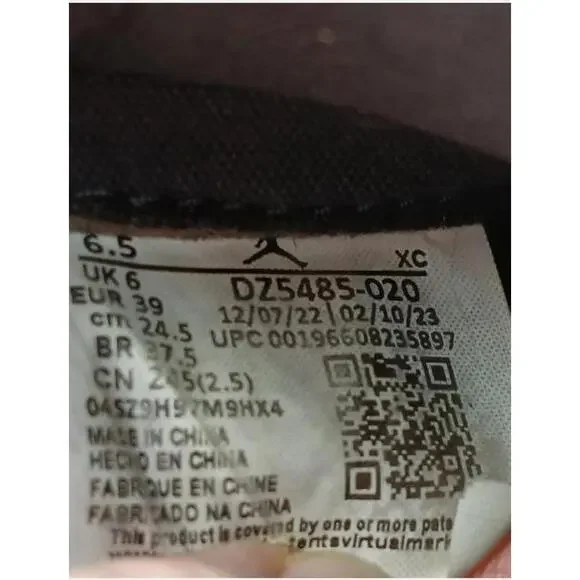 6.5 XC
UK 6 DZ5485-020
EUR 39 12/07/22 | 02/10/23
cm 24.5 UPC 00196608235897
BR 37.5
CN 245(2.5)
04SZ9H97M9HX4
MADE IN CHINA
HECHO EN CHINA
FABRIQUE EN CHINE
FABRICADO NA CHINA
This product is covered by one or more pate